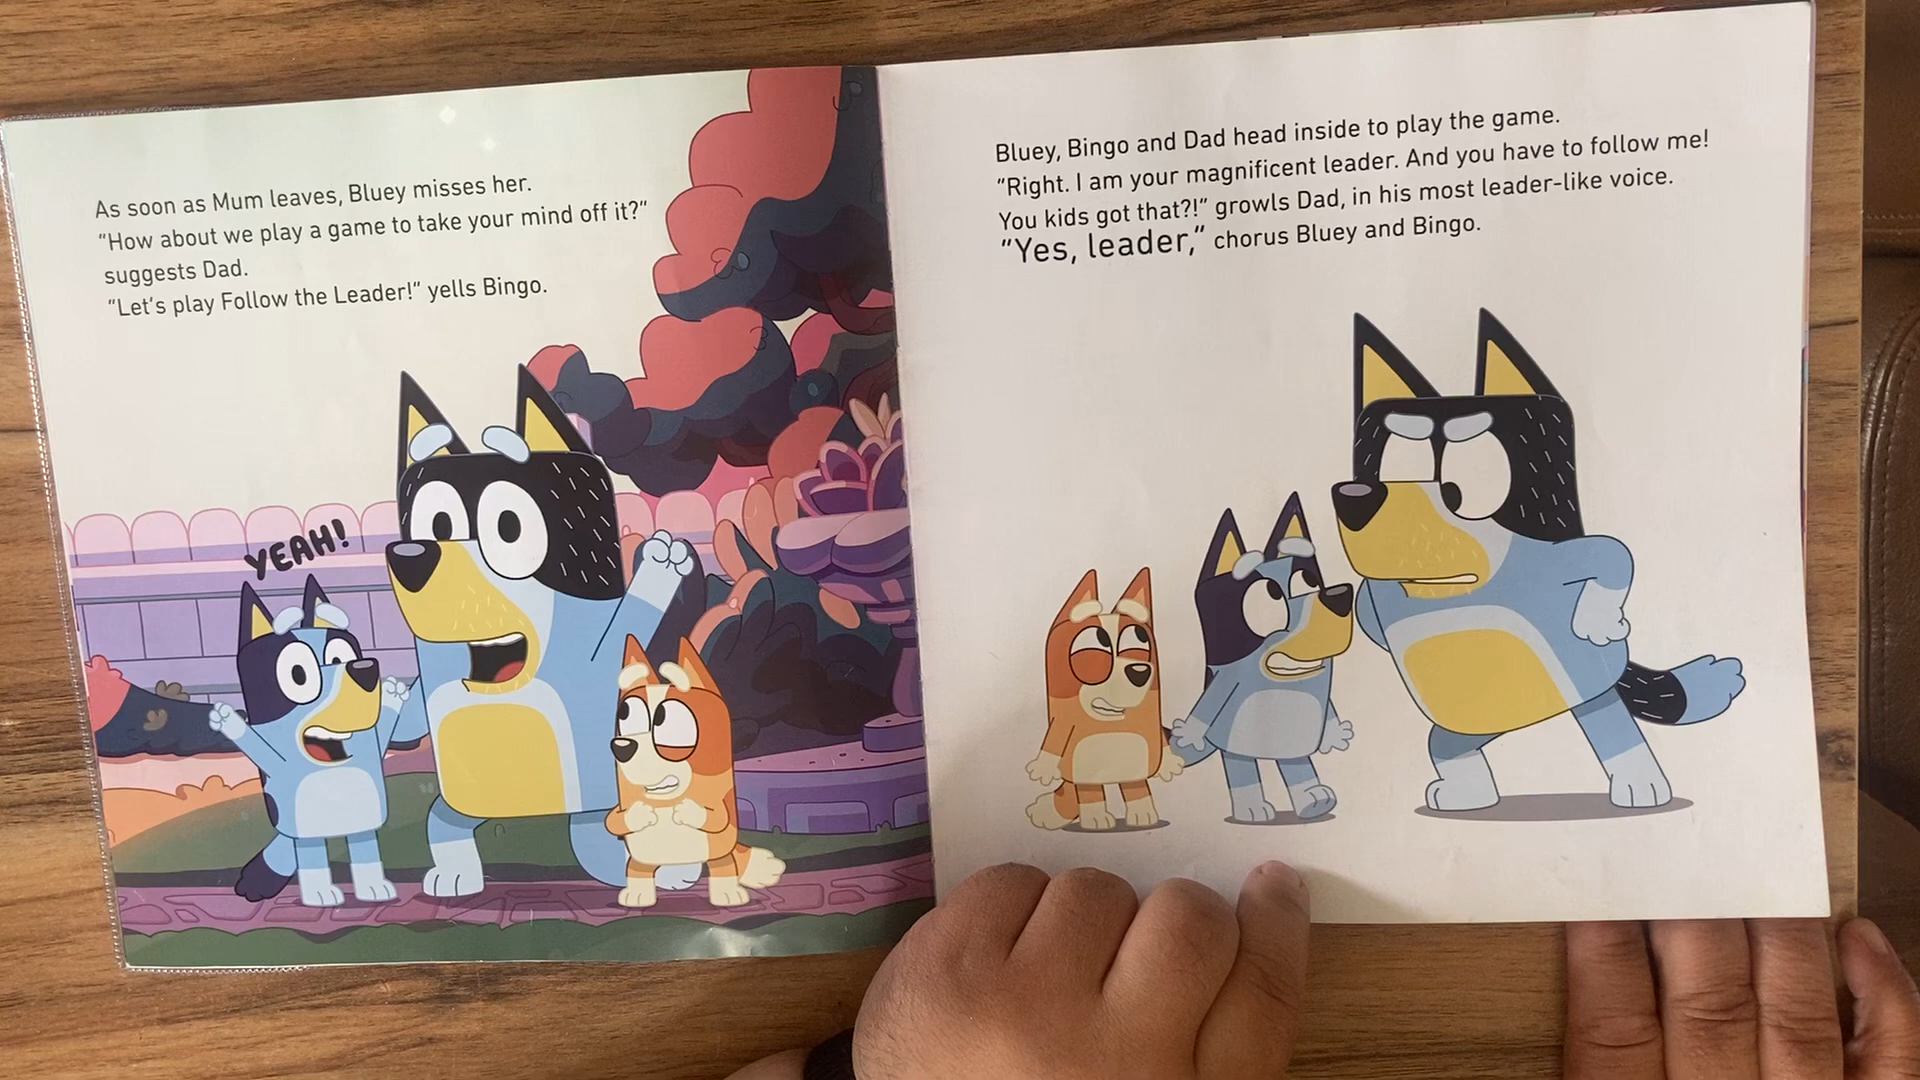 As soon as Mum leaves, Bluey misses her.
"How about we play a game to take your mind off it?"
suggests Dad.
"Let's play Follow the Leader!" yells Bingo.
YEAH!
Bluey, Bingo and Dad head inside to play the game.
"Right. I am your magnificent leader. And you have to follow me!
You kids got that?!" growls Dad, in his most leader-like voice.
"Yes, leader," chorus Bluey and Bingo.